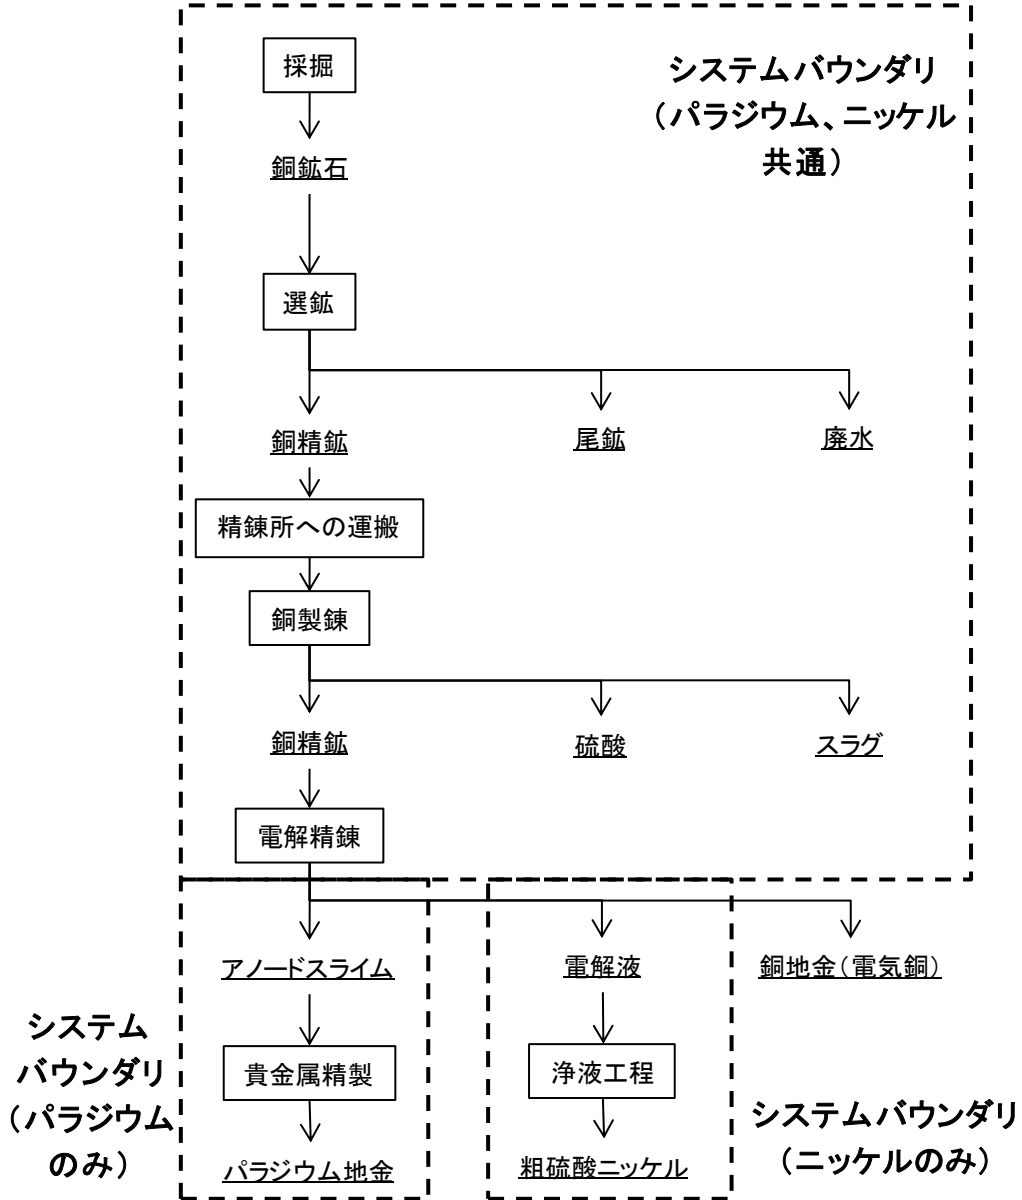 採掘
システムバウンダリ
（パラジウム、ニッケル
共通）
銅鉱石
選鉱
銅精鉱
尾鉱
廃水
精錬所への運搬
銅製錬
銅精鉱
硫酸
スラグ
電解精錬
アノードスライム
電解液
銅地金（電気銅）
システム
バウンダリ
（パラジウム
のみ）
貴金属精製
浄液工程
システムバウンダリ
（ニッケルのみ）
パラジウム地金
粗硫酸ニッケル